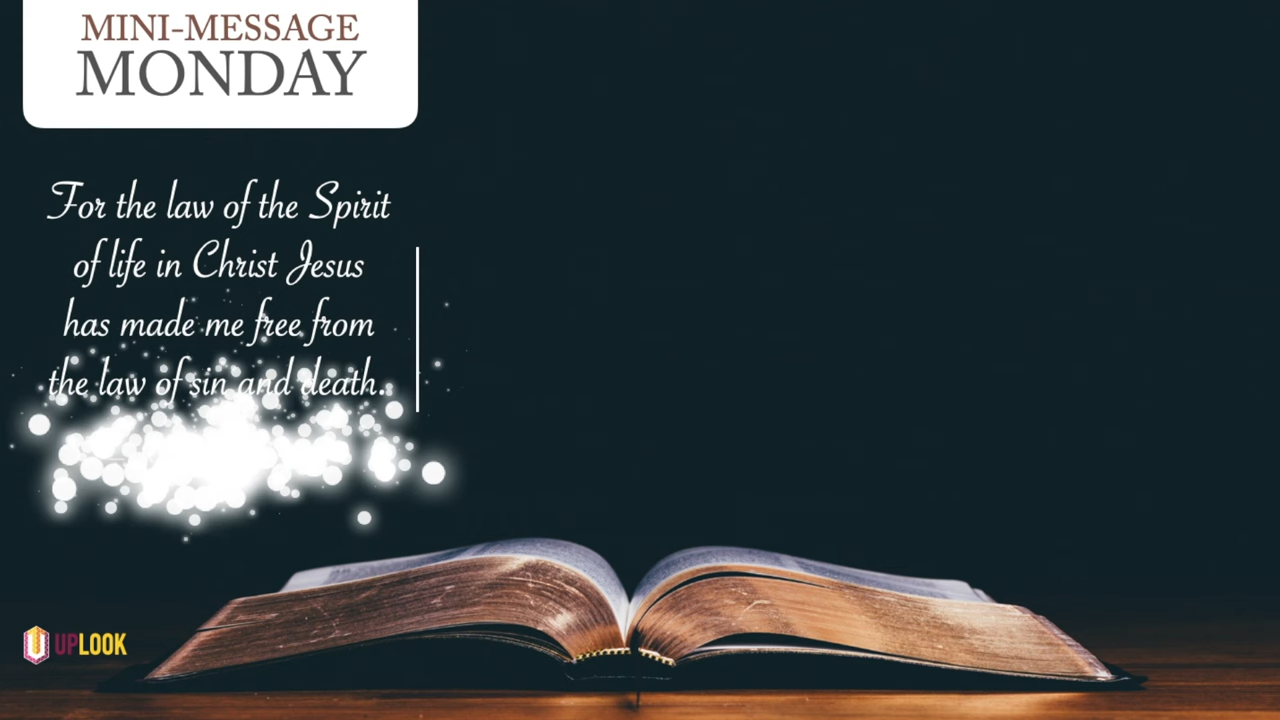 MINI-MESSAGE
MONDAY
For the law of the Spirit
of life in Christ Jesus
has made me free from
the law of sin and death.
UPLOOK